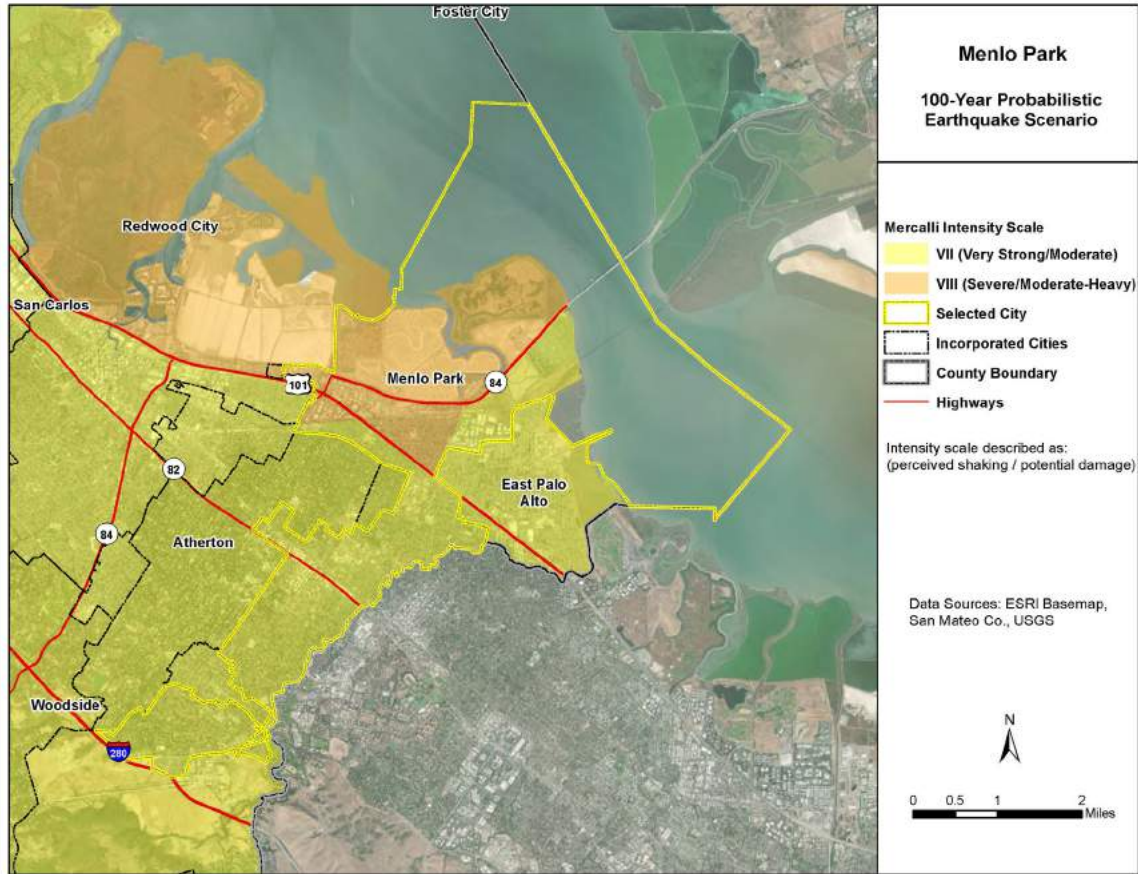 Foster City
Redwood City
San Carlos
101
Menlo Park
84
82
East Palo
Alto
84
Atherton
Woodside
280
Menlo Park
100-Year Probabilistic
Earthquake Scenario
Mercalli Intensity Scale
VII (Very Strong/Moderate)
VIII (Severe/Moderate-Heavy)
Selected City
Incorporated Cities
County Boundary
Highways
Intensity scale described as:
(perceived shaking / potential damage)
Data Sources: ESRI Basemap,
San Mateo Co., USGS
N
0 0.5 1 2
Miles